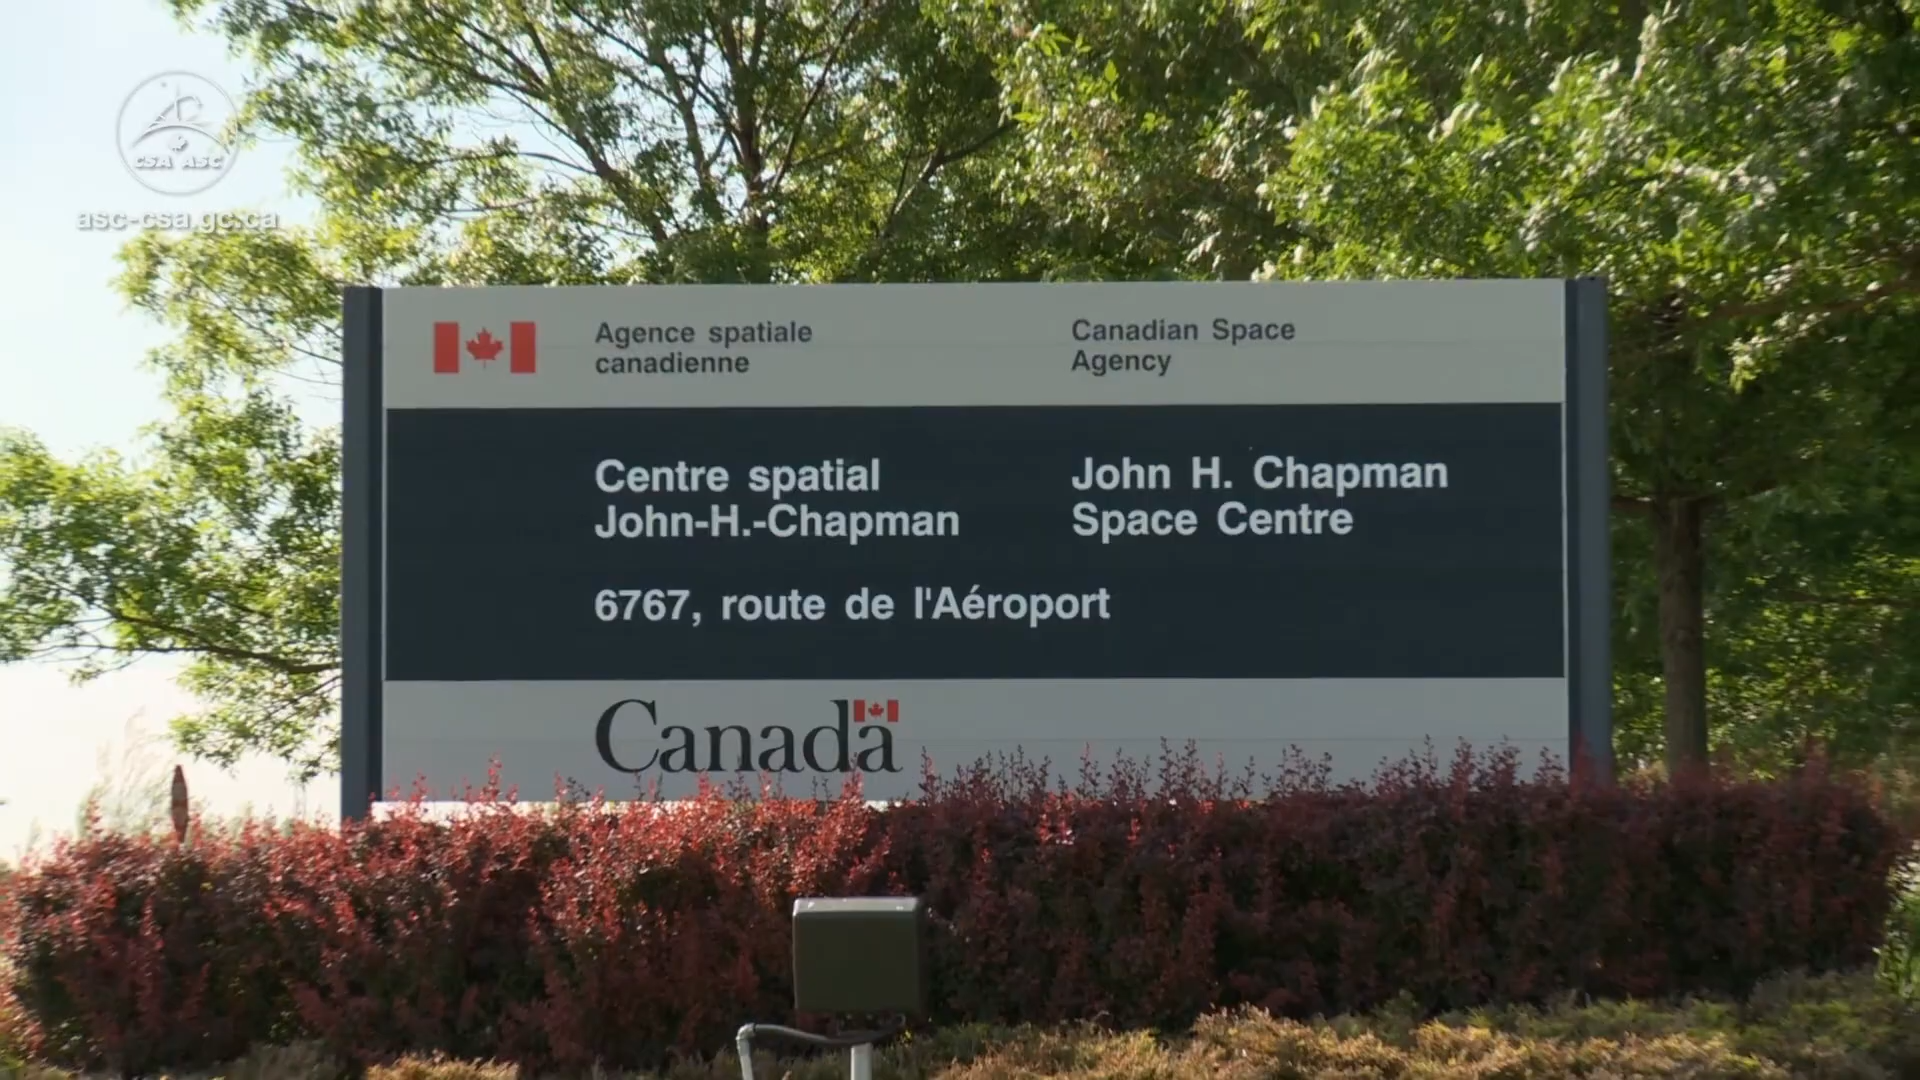 CSA ASC
asc-csa.gc.ca
Agence spatiale
canadienne
Canadian Space
Agency
Centre spatial
John-H.-Chapman
John H. Chapman
Space Centre
6767, route de l'Aéroport
Canada